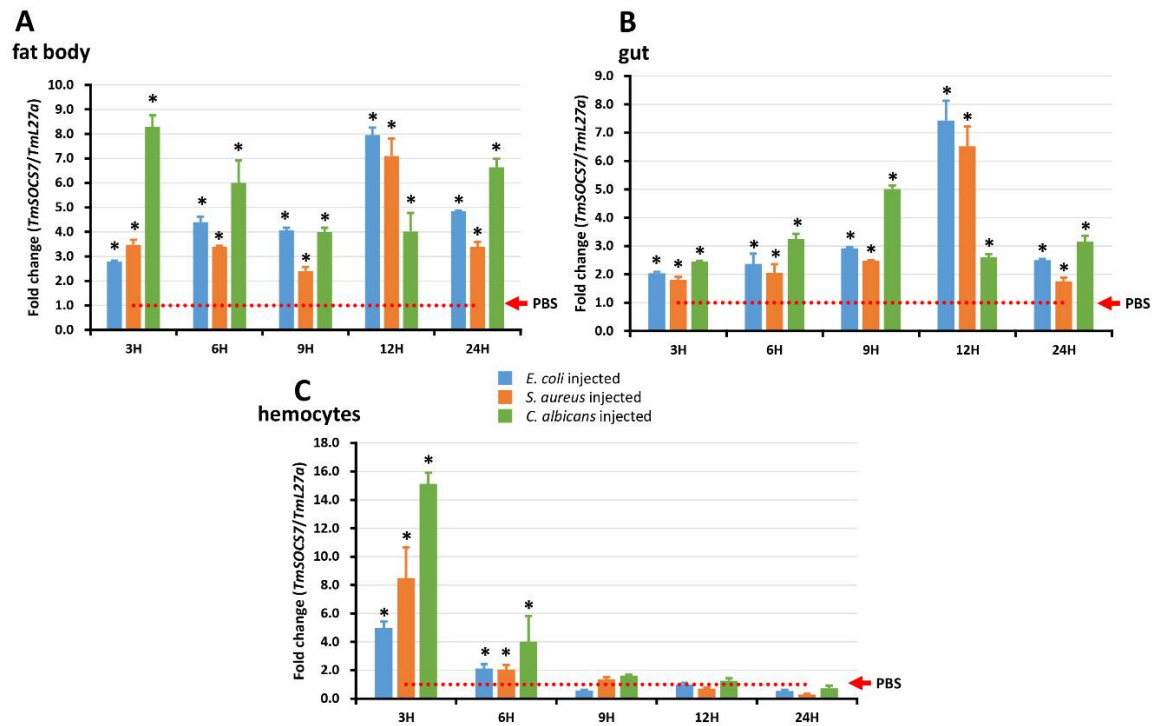 A
fat body
Fold change (TmSOCS7/TmL27a)
10.0
9.0
8.0
7.0
6.0
5.0
4.0
3.0
2.0
1.0
0.0
* * *
* * *
* * *
* * *
* * *
PBS
3H 6H 9H 12H 24H
B
gut
Fold change (TmSOCS7/TmL27a)
9.0
8.0
7.0
6.0
5.0
4.0
3.0
2.0
1.0
0.0
* * *
* * *
* * *
* * *
* * *
PBS
3H 6H 9H 12H 24H
E. coli injected
S. aureus injected
C. albicans injected
C
hemocytes
Fold change (TmSOCS7/TmL27a)
18.0
16.0
14.0
12.0
10.0
8.0
6.0
4.0
2.0
0.0
* * *
* * *
PBS
3H 6H 9H 12H 24H